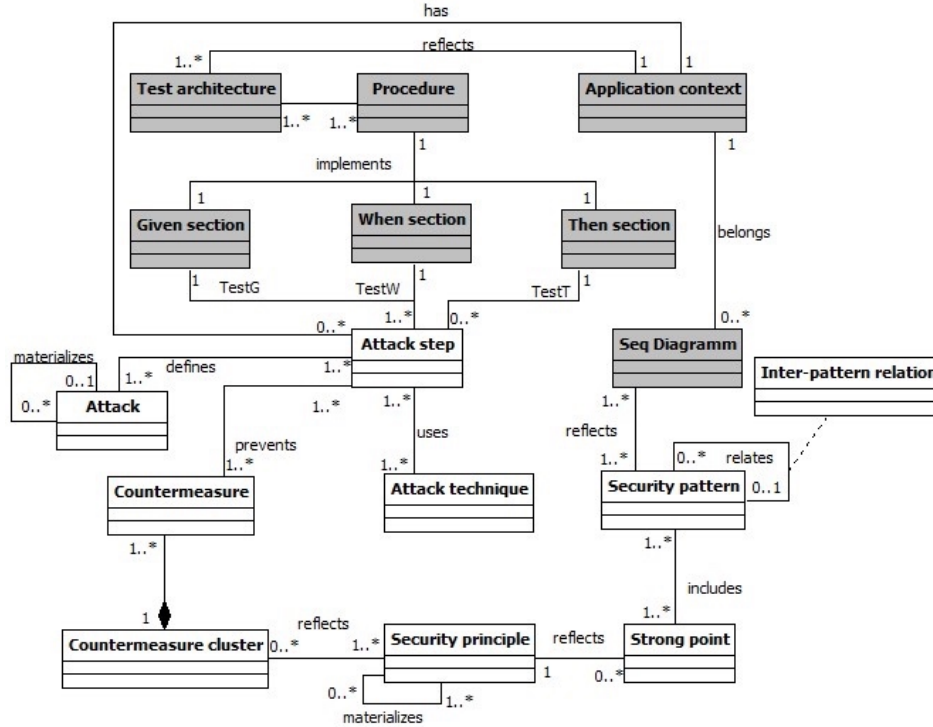 has
reflects
1..*
1
1
Test architecture
Procedure
Application context
1..*
1..*
1
1
implements
1
1
1
Given section
When section
Then section
belongs
1
1
1
TestG
TestW
TestT
0..*
1..*
0..*
0..*
Attack step
Seq Diagramm
materializes
defines
Inter-pattern relation
0..1
1..*
1..*
0..*
Attack
1..*
1..*
1..*
uses
reflects
prevents
0..*
relates
1..*
1..*
1..*
0..1
Countermeasure
Attack technique
Security pattern
1..*
1..*
includes
1
1..*
reflects
reflects
Countermeasure cluster
0..*
1..*
Security principle
Strong point
1
0..*
0..*
1..*
materializes